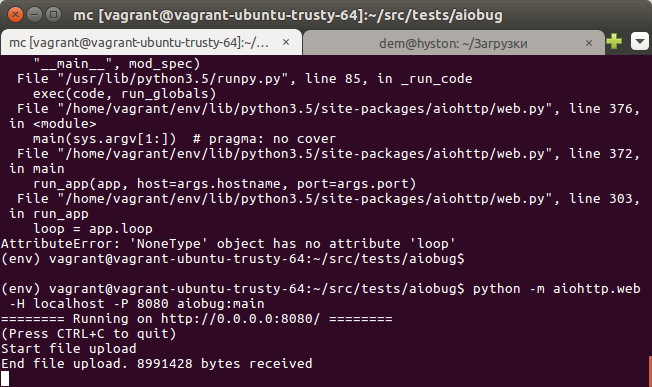 mc [vagrant@vagrant-ubuntu-trusty-64]:~/src/tests/aiobug
mc [vagrant@vagrant-ubuntu-trusty-64]:~/… ×
dem@hyston: ~/Загрузки ×
"__main__", mod_spec)
File "/usr/lib/python3.5/runpy.py", line 85, in _run_code
exec(code, run_globals)
File "/home/vagrant/env/lib/python3.5/site-packages/aiohttp/web.py", line 376,
in <module>
main(sys.argv[1:])  # pragma: no cover
File "/home/vagrant/env/lib/python3.5/site-packages/aiohttp/web.py", line 372,
in main
run_app(app, host=args.hostname, port=args.port)
File "/home/vagrant/env/lib/python3.5/site-packages/aiohttp/web.py", line 303,
in run_app
loop = app.loop
AttributeError: 'NoneType' object has no attribute 'loop'
(env) vagrant@vagrant-ubuntu-trusty-64:~/src/tests/aiobug$
(env) vagrant@vagrant-ubuntu-trusty-64:~/src/tests/aiobug$ python -m aiohttp.web
-H localhost -P 8080 aiobug:main
======== Running on http://0.0.0.0:8080/ ========
(Press CTRL+C to quit)
Start file upload
End file upload. 8991428 bytes received